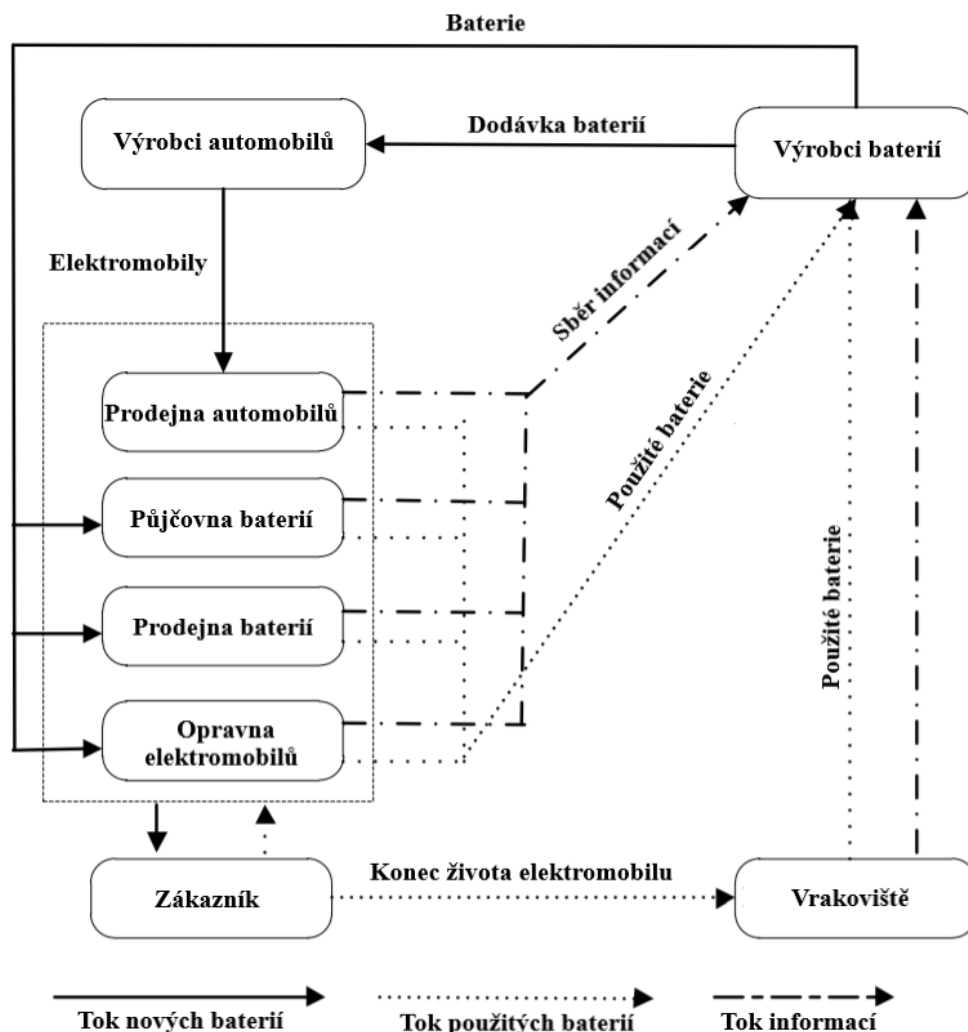 Baterie
Dodávka baterií
Výrobci automobilů
Výrobci baterií
Elektromobily
Sběr informací
Prodejna automobilů
Použité baterie
Půjčovna baterií
Použité baterie
Prodejna baterií
Opravna
elektromobilů
Konec života elektromobilu
Zákazník
Vrakoviště
Tok nových baterií
Tok použitých baterií
Tok informací